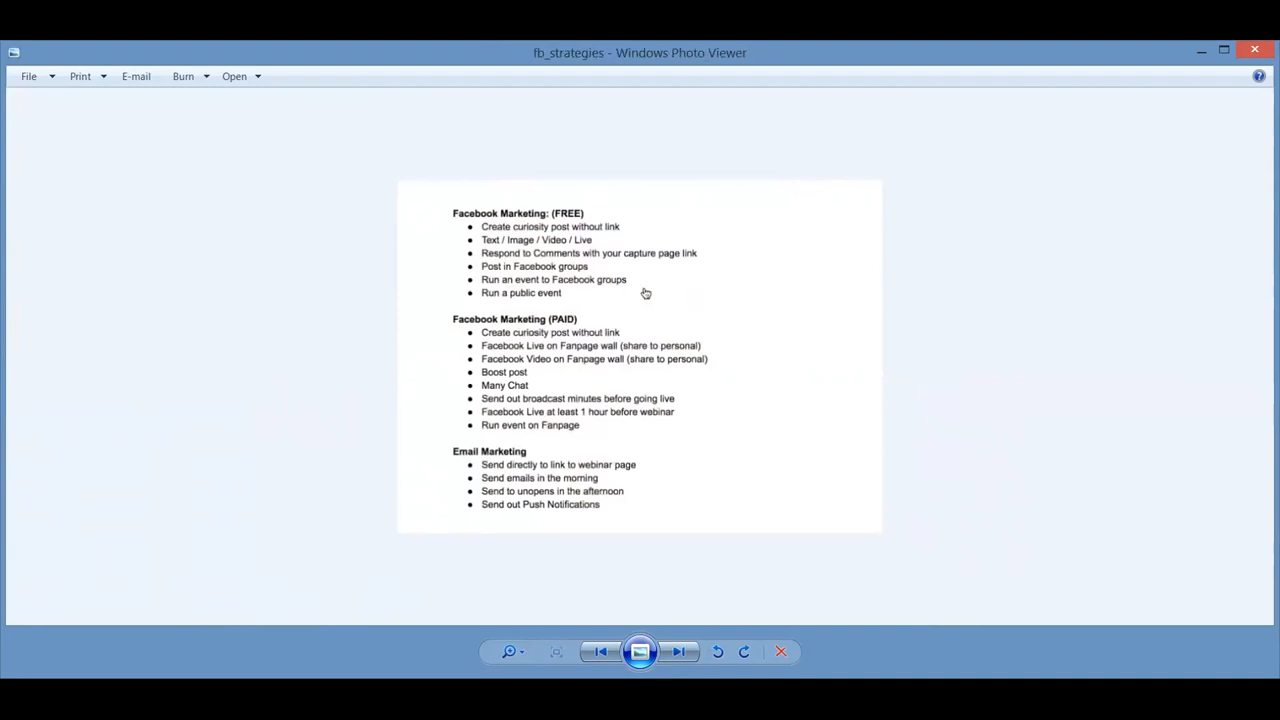 fb_strategies - Windows Photo Viewer
File Print E-mail Burn Open
Facebook Marketing: (FREE)
● Create curiosity post without link
● Text / Image / Video / Live
● Respond to Comments with your capture page link
● Post in Facebook groups
● Run an event to Facebook groups
● Run a public event
Facebook Marketing (PAID)
● Create curiosity post without link
● Facebook Live on Fanpage wall (share to personal)
● Facebook Video on Fanpage wall (share to personal)
● Boost post
● Many Chat
● Send out broadcast minutes before going live
● Facebook Live at least 1 hour before webinar
● Run event on Fanpage
Email Marketing
● Send directly to link to webinar page
● Send emails in the morning
● Send to unopens in the afternoon
● Send out Push Notifications